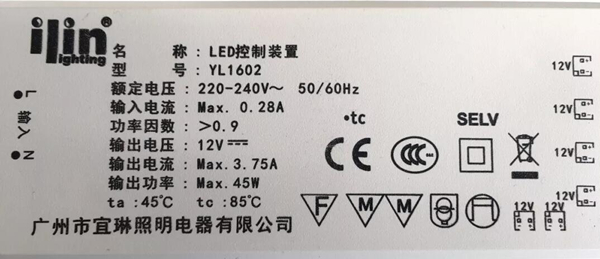 ilin®
lighting
名 称：LED控制装置
型 号：YL1602
额定电压：220-240V～ 50/60Hz
输入电流：Max. 0.28A
功率因数：>0.9
输出电压：12V⎓
输出电流：Max.3.75A
输出功率：Max.45W
ta :45℃ tc :85℃
广州市宜琳照明电器有限公司
L 输入 N
•tc
SELV
CE
CCC
F M M
12V
12V
12V
12V
12V 12V